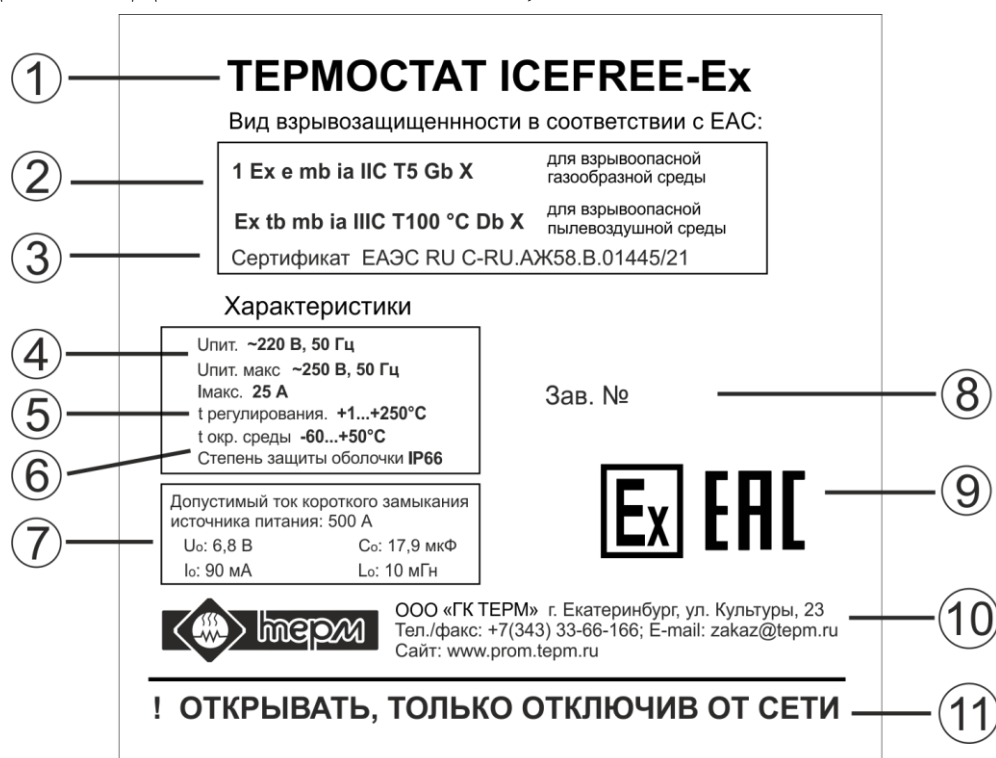 1
ТЕРМОСТАТ ICEFREE-Ex
Вид взрывозащищенннности в соответствии с ЕАС:
2
1 Ex e mb ia IIC T5 Gb X
для взрывоопасной
газообразной среды
Ex tb mb ia IIIC T100 °C Db X
для взрывоопасной
пылевоздушной среды
3
Сертификат ЕАЭС RU С-RU.АЖ58.В.01445/21
Характеристики
4
Uпит. ~220 В, 50 Гц
Uпит. макс ~250 В, 50 Гц
Iмакс. 25 А
5
t регулирования. +1...+250°C
t окр. среды -60...+50°C
6
Степень защиты оболочки IP66
7
Допустимый ток короткого замыкания
источника питания: 500 А
Uо: 6,8 В Cо: 17,9 мкФ
Iо: 90 мА Lо: 10 мГн
Зав. №
8
Ex EAC
9
терм
ООО «ГК ТЕРМ» г. Екатеринбург, ул. Культуры, 23
Тел./факс: +7(343) 33-66-166; E-mail: zakaz@tepm.ru
Сайт: www.prom.tepm.ru
10
! ОТКРЫВАТЬ, ТОЛЬКО ОТКЛЮЧИВ ОТ СЕТИ
11